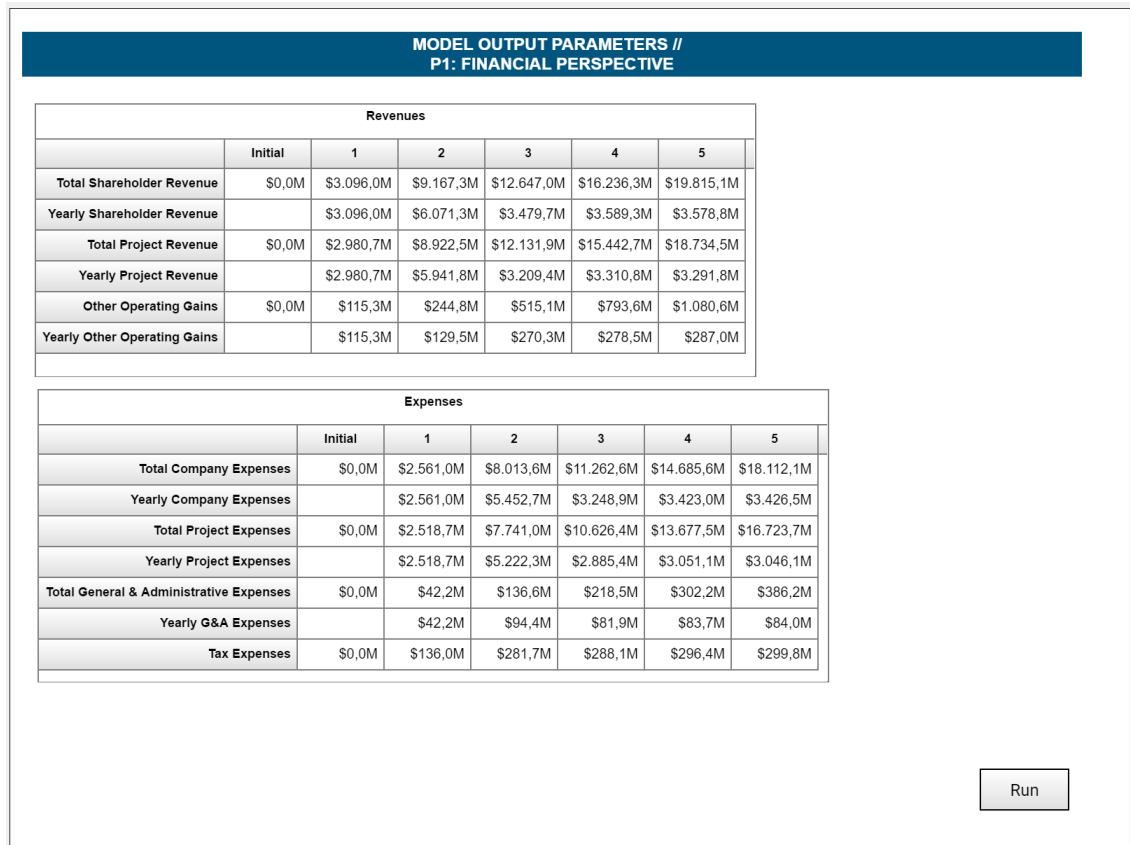 MODEL OUTPUT PARAMETERS //
P1: FINANCIAL PERSPECTIVE
Revenues
Initial 1 2 3 4 5
Total Shareholder Revenue $0,0M $3.096,0M $9.167,3M $12.647,0M $16.236,3M $19.815,1M
Yearly Shareholder Revenue $3.096,0M $6.071,3M $3.479,7M $3.589,3M $3.578,8M
Total Project Revenue $0,0M $2.980,7M $8.922,5M $12.131,9M $15.442,7M $18.734,5M
Yearly Project Revenue $2.980,7M $5.941,8M $3.209,4M $3.310,8M $3.291,8M
Other Operating Gains $0,0M $115,3M $244,8M $515,1M $793,6M $1.080,6M
Yearly Other Operating Gains $115,3M $129,5M $270,3M $278,5M $287,0M
Expenses
Initial 1 2 3 4 5
Total Company Expenses $0,0M $2.561,0M $8.013,6M $11.262,6M $14.685,6M $18.112,1M
Yearly Company Expenses $2.561,0M $5.452,7M $3.248,9M $3.423,0M $3.426,5M
Total Project Expenses $0,0M $2.518,7M $7.741,0M $10.626,4M $13.677,5M $16.723,7M
Yearly Project Expenses $2.518,7M $5.222,3M $2.885,4M $3.051,1M $3.046,1M
Total General & Administrative Expenses $0,0M $42,2M $136,6M $218,5M $302,2M $386,2M
Yearly G&A Expenses $42,2M $94,4M $81,9M $83,7M $84,0M
Tax Expenses $0,0M $136,0M $281,7M $288,1M $296,4M $299,8M
Run